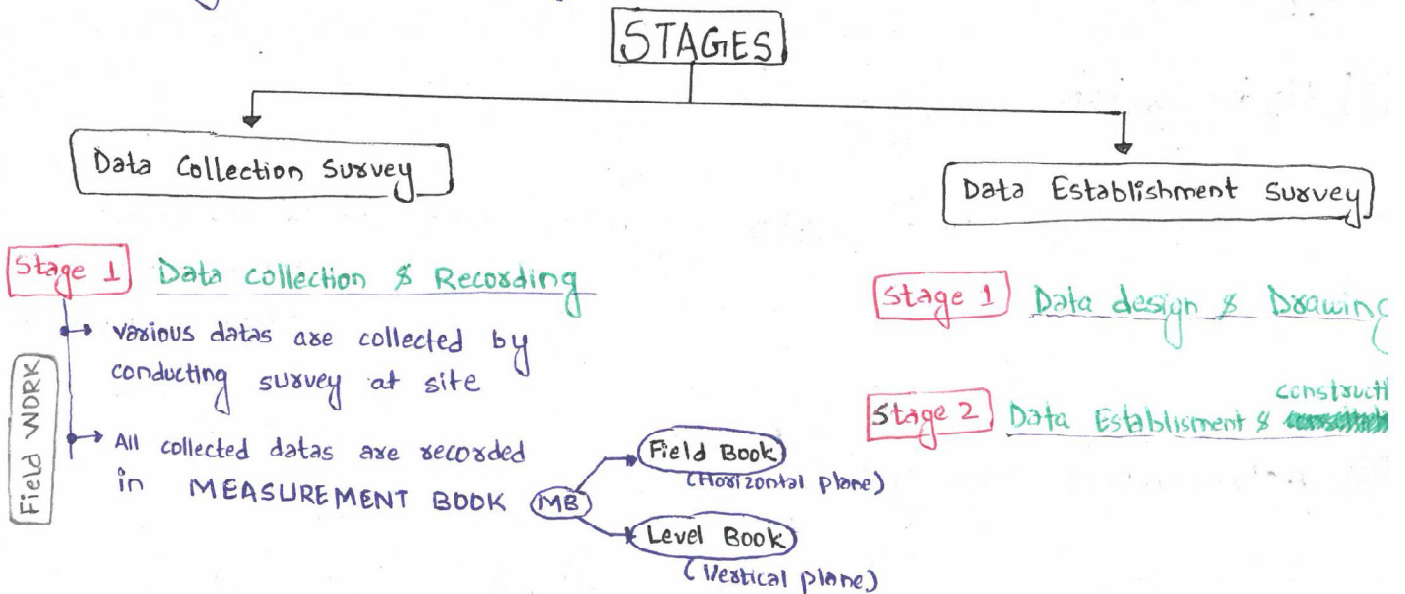 STAGES
Data Collection Survey
Data Establishment Survey
Stage 1 Data collection & Recording
various datas are collected by
conducting survey at site
All collected datas are recorded
in MEASUREMENT BOOK MB
Field Book
(Horizontal plane)
Level Book
(Vertical plane)
Field WORK
Stage 1 Data design & Drawing
constructi
Stage 2 Data Establisment &